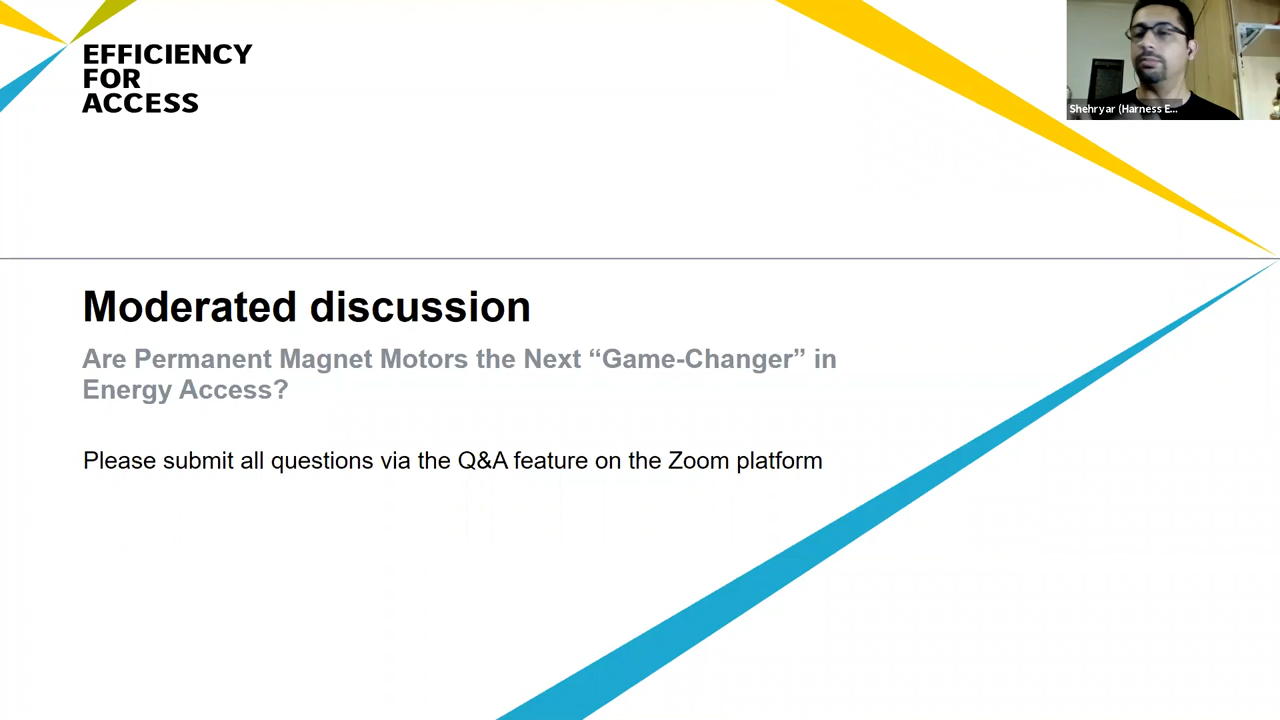 EFFICIENCY
FOR
ACCESS
Shehryar (Harness E...
Moderated discussion
Are Permanent Magnet Motors the Next “Game-Changer” in
Energy Access?
Please submit all questions via the Q&A feature on the Zoom platform